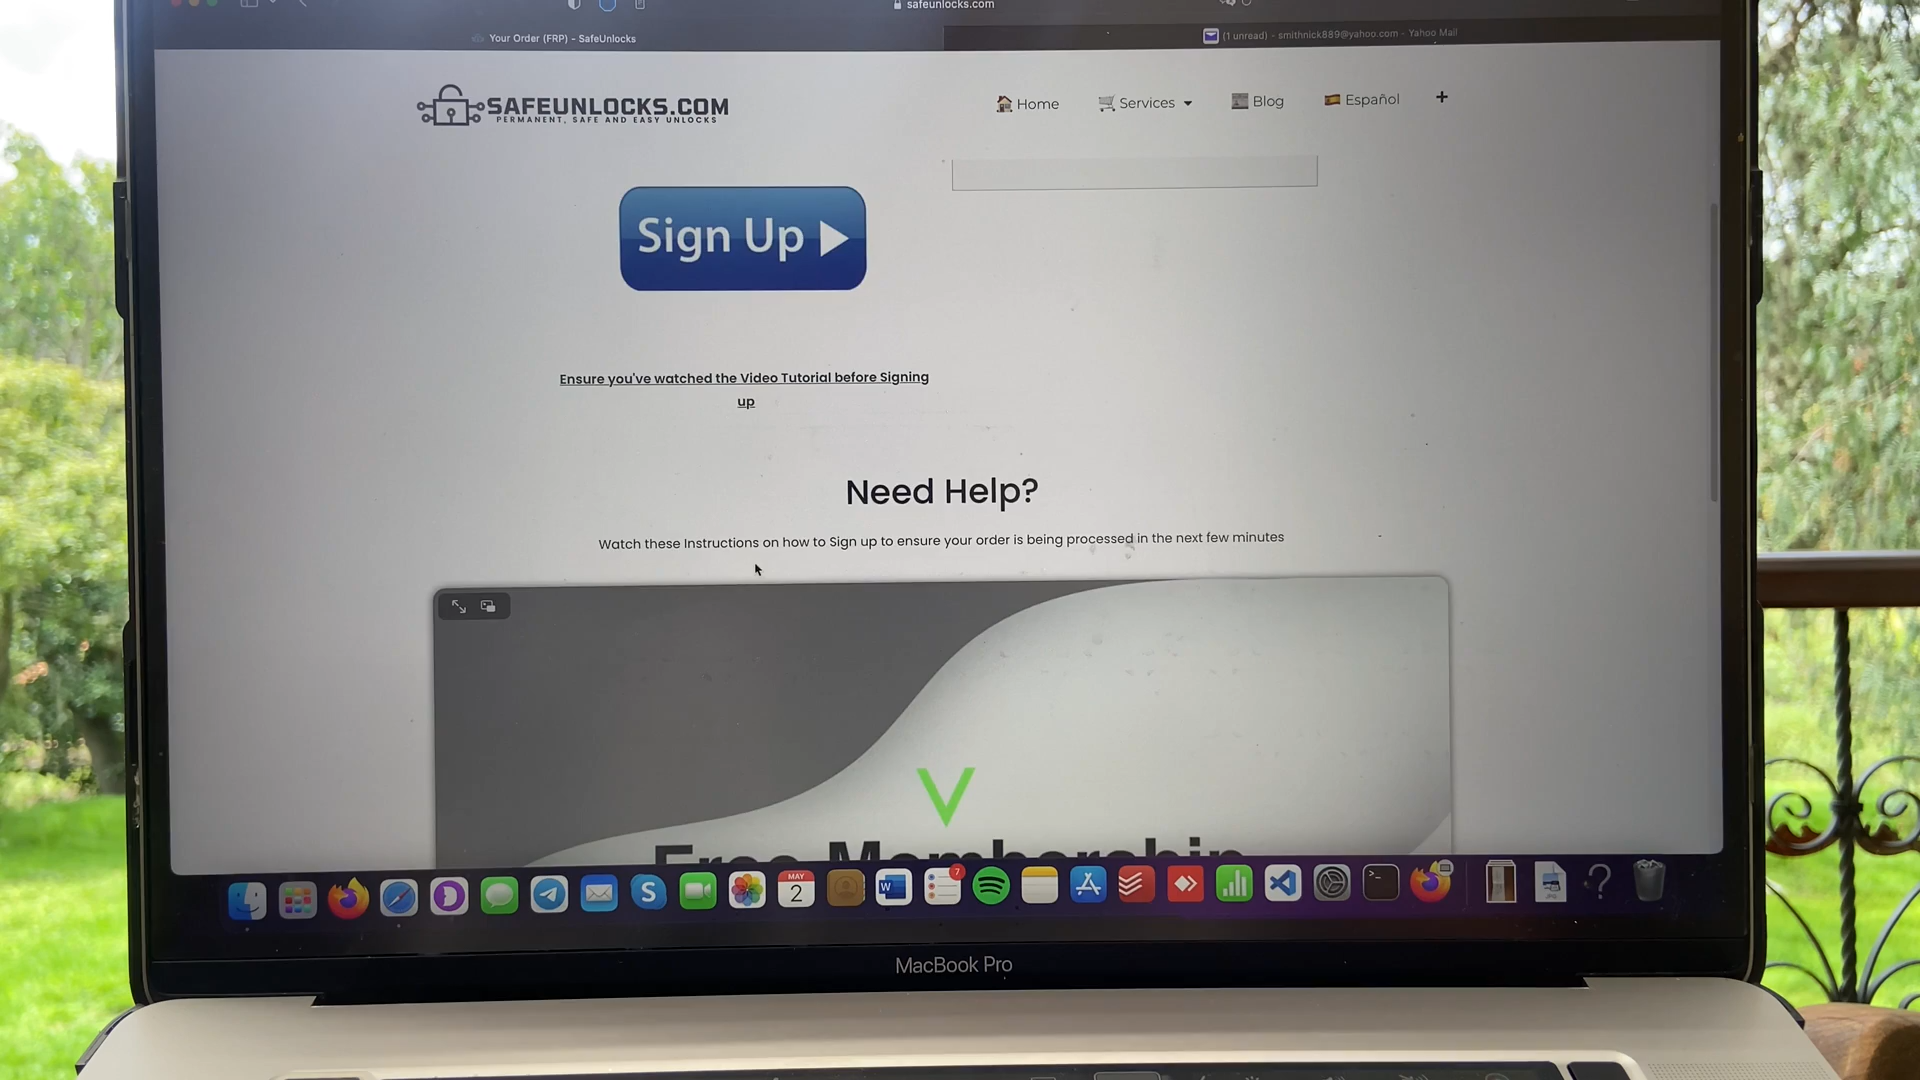 safeunlocks.com
Your Order (FRP) - SafeUnlocks
(1 unread) - smithnick889@yahoo.com - Yahoo Mail
SAFEUNLOCKS.COM
PERMANENT, SAFE AND EASY UNLOCKS
Home
Services
Blog
Español
+
Sign Up
Ensure you've watched the Video Tutorial before Signing
up
Need Help?
Watch these Instructions on how to Sign up to ensure your order is being processed in the next few minutes
V
Free Membership
MAY
2
W
7
S
MacBook Pro